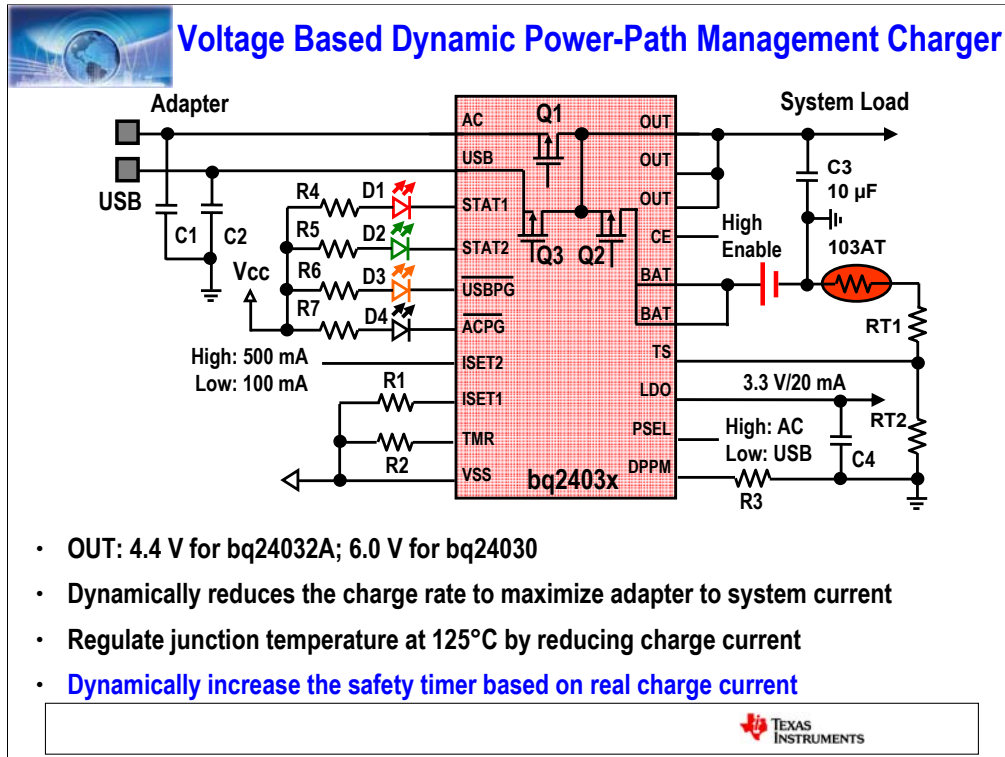 Voltage Based Dynamic Power-Path Management Charger
Adapter
System Load
AC
Q1
OUT
USB
OUT
C3
10 µF
USB
R4
D1
STAT1
OUT
High
Enable
CE
C1
C2
R5
D2
STAT2
Q3
Q2
103AT
Vcc
R6
D3
USBPG
BAT
R7
D4
ACPG
BAT
RT1
High: 500 mA
Low: 100 mA
ISET2
TS
R1
ISET1
LDO
3.3 V/20 mA
RT2
R2
TMR
PSEL
High: AC
Low: USB
C4
VSS
bq2403x
DPPM
R3
• OUT: 4.4 V for bq24032A; 6.0 V for bq24030
• Dynamically reduces the charge rate to maximize adapter to system current
• Regulate junction temperature at 125°C by reducing charge current
• Dynamically increase the safety timer based on real charge current
TEXAS
INSTRUMENTS